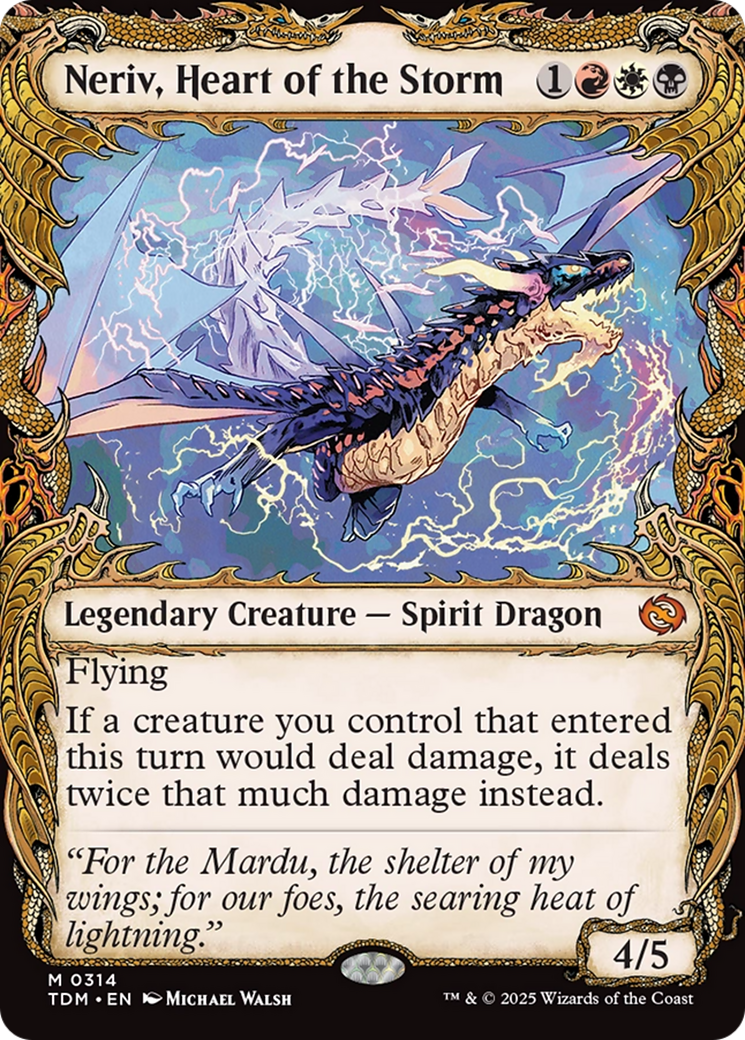 Neriv, Heart of the Storm 1
Legendary Creature — Spirit Dragon
Flying
If a creature you control that entered
this turn would deal damage, it deals
twice that much damage instead.
“For the Mardu, the shelter of my
wings; for our foes, the searing heat of
lightning.”
4/5
M 0314
TDM • EN Michael Walsh
™ & © 2025 Wizards of the Coast